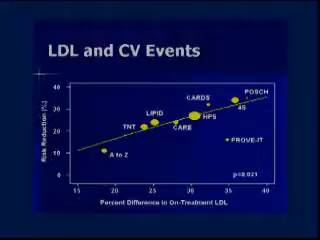 LDL and CV Events
40
30
20
10
0
Risk Reduction (%)
POSCH
CARDS
4S
LIPID
HPS
TNT
CARE
PROVE-IT
A to Z
p=0.021
15 20 25 30 35 40
Percent Difference in On-Treatment LDL